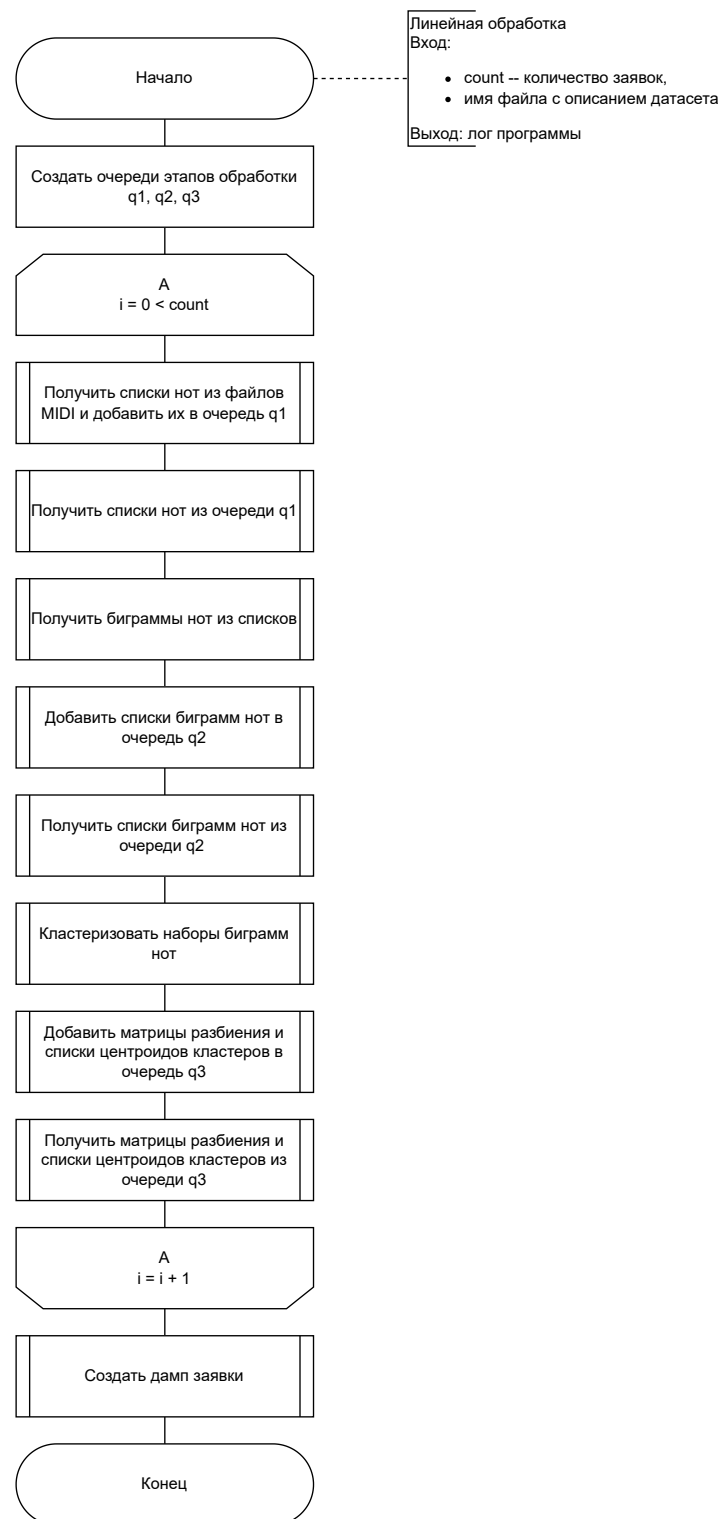 Линейная обработка
Вход:
• count -- количество заявок,
• имя файла с описанием датасета
Выход: лог программы
Начало
Создать очереди этапов обработки
q1, q2, q3
A
i = 0 < count
Получить списки нот из файлов
MIDI и добавить их в очередь q1
Получить списки нот из очереди q1
Получить биграммы нот из списков
Добавить списки биграмм нот в
очередь q2
Получить списки биграмм нот из
очереди q2
Кластеризовать наборы биграмм
нот
Добавить матрицы разбиения и
списки центроидов кластеров в
очередь q3
Получить матрицы разбиения и
списки центроидов кластеров из
очереди q3
A
i = i + 1
Создать дамп заявки
Конец